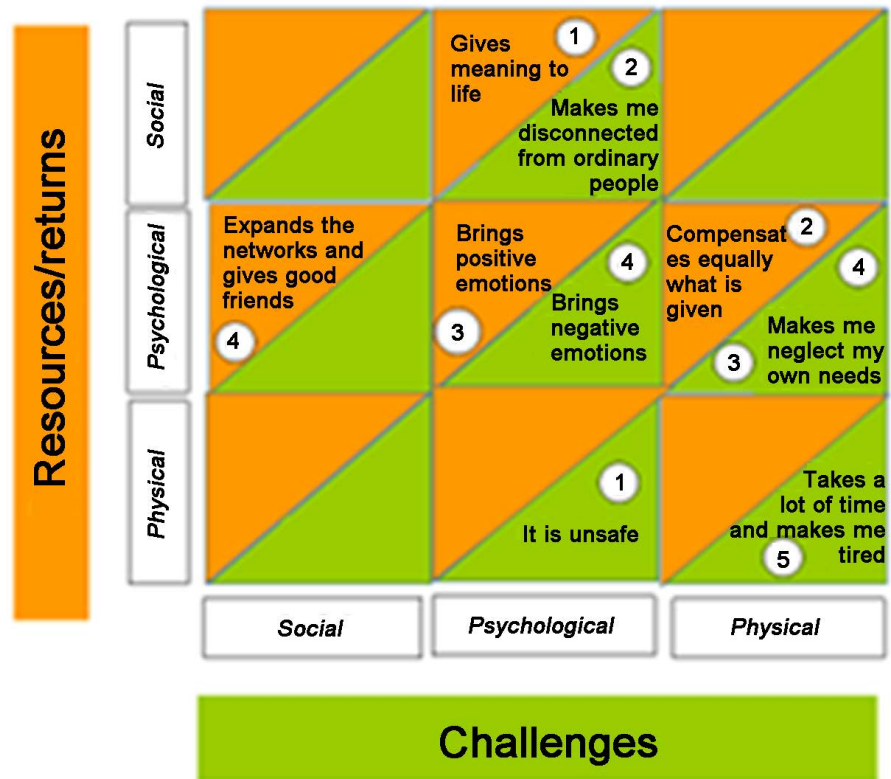 Resources/returns
Social
Psychological
Physical
Gives
meaning to
life
1
2
Makes me
disconnected
from ordinary
people
Expands the
networks and
gives good
friends
4
Brings
positive
emotions
3
4
Brings
negative
emotions
Compensat
es equally
what is
given
2
4
3
Makes me
neglect my
own needs
1
It is unsafe
Takes a
lot of time
and makes me
tired
5
Social
Psychological
Physical
Challenges